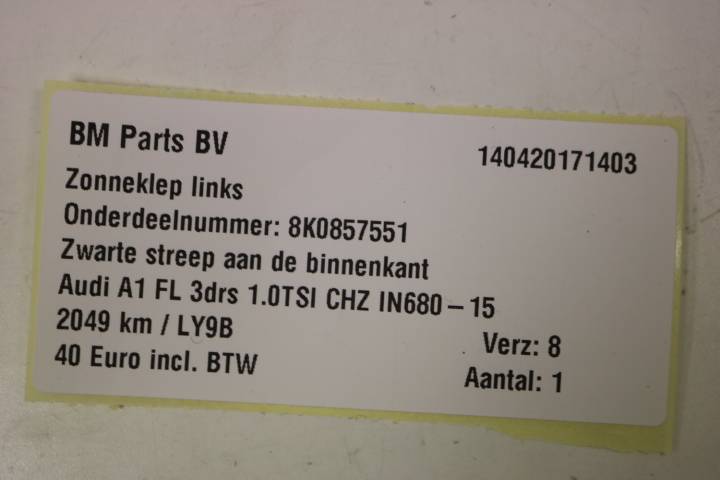 BM Parts BV
140420171403
Zonneklep links
Onderdeelnummer: 8K0857551
Zwarte streep aan de binnenkant
Audi A1 FL 3drs 1.0TSI CHZ IN680 – 15
2049 km / LY9B
Verz: 8
40 Euro incl. BTW
Aantal: 1